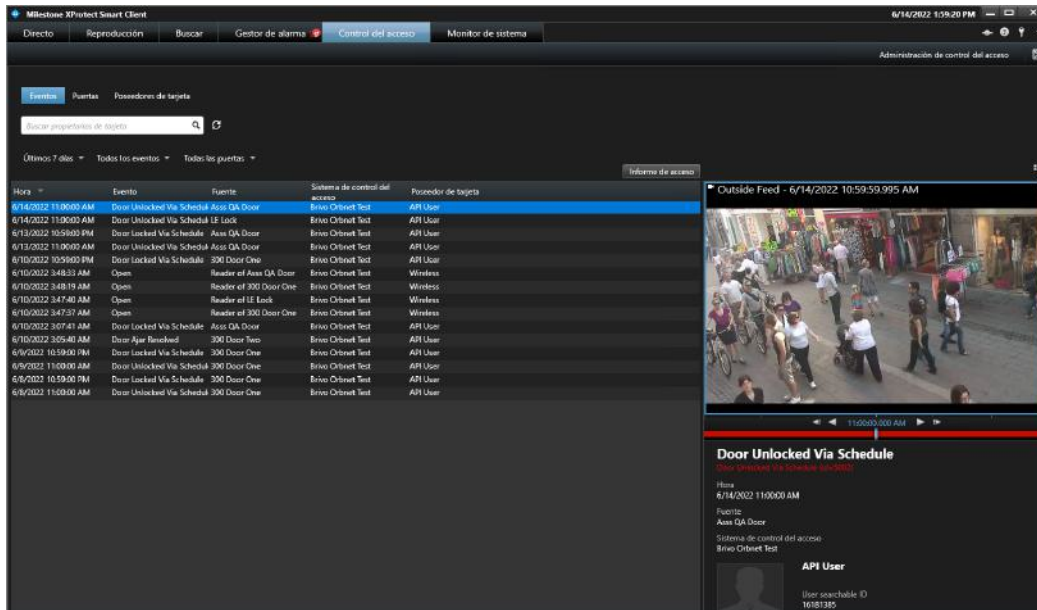 Milestone XProtect Smart Client
6/14/2022 1:59:20 PM
Directo Reproducción Buscar Gestor de alarma Control del acceso Monitor de sistema
Administración de control del acceso
Eventos Puertas Poseedores de tarjeta
Buscar propietarios de tarjeta
Últimos 7 días Todos los eventos Todas las puertas
Informe de acceso
Hora Evento Fuente Sistema de control del acceso Poseedor de tarjeta
6/14/2022 11:00:00 AM Door Unlocked Via Schedul Asss QA Door Brivo Orbnet Test API User
6/14/2022 11:00:00 AM Door Unlocked Via Schedul LE Lock Brivo Orbnet Test API User
6/13/2022 10:59:00 PM Door Locked Via Schedule Asss QA Door Brivo Orbnet Test API User
6/13/2022 11:00:00 AM Door Unlocked Via Schedul Asss QA Door Brivo Orbnet Test API User
6/10/2022 10:59:00 PM Door Locked Via Schedule 300 Door One Brivo Orbnet Test API User
6/10/2022 3:48:33 AM Open Reader of Asss QA Door Brivo Orbnet Test Wireless
6/10/2022 3:48:19 AM Open Reader of 300 Door One Brivo Orbnet Test Wireless
6/10/2022 3:47:40 AM Open Reader of LE Lock Brivo Orbnet Test Wireless
6/10/2022 3:47:37 AM Open Reader of 300 Door One Brivo Orbnet Test Wireless
6/10/2022 3:07:41 AM Door Locked Via Schedule Asss QA Door Brivo Orbnet Test API User
6/10/2022 3:05:40 AM Door Ajar Resolved 300 Door Two Brivo Orbnet Test API User
6/9/2022 10:59:00 PM Door Locked Via Schedule 300 Door One Brivo Orbnet Test API User
6/9/2022 11:00:00 AM Door Unlocked Via Schedul 300 Door One Brivo Orbnet Test API User
6/8/2022 10:59:00 PM Door Locked Via Schedule 300 Door One Brivo Orbnet Test API User
6/8/2022 11:00:00 AM Door Unlocked Via Schedul 300 Door One Brivo Orbnet Test API User
Outside Feed - 6/14/2022 10:59:59.995 AM
11:00:00.000 AM
Door Unlocked Via Schedule
Door Unlocked Via Schedule
Hora
6/14/2022 11:00:00 AM
Fuente
Asss QA Door
Sistema de control del acceso
Brivo Orbnet Test
API User
User searchable ID
16181385